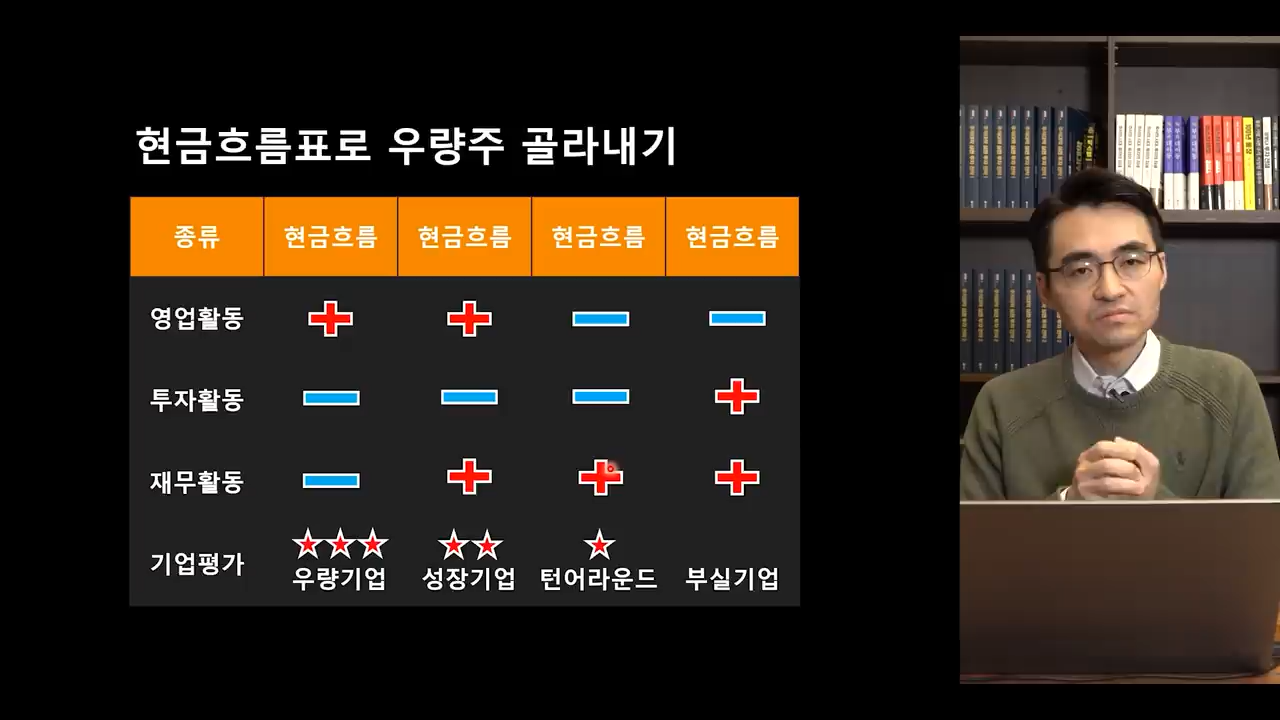 현금흐름표로 우량주 골라내기
종류 현금흐름 현금흐름 현금흐름 현금흐름
영업활동
투자활동
재무활동
기업평가
우량기업 성장기업 턴어라운드 부실기업